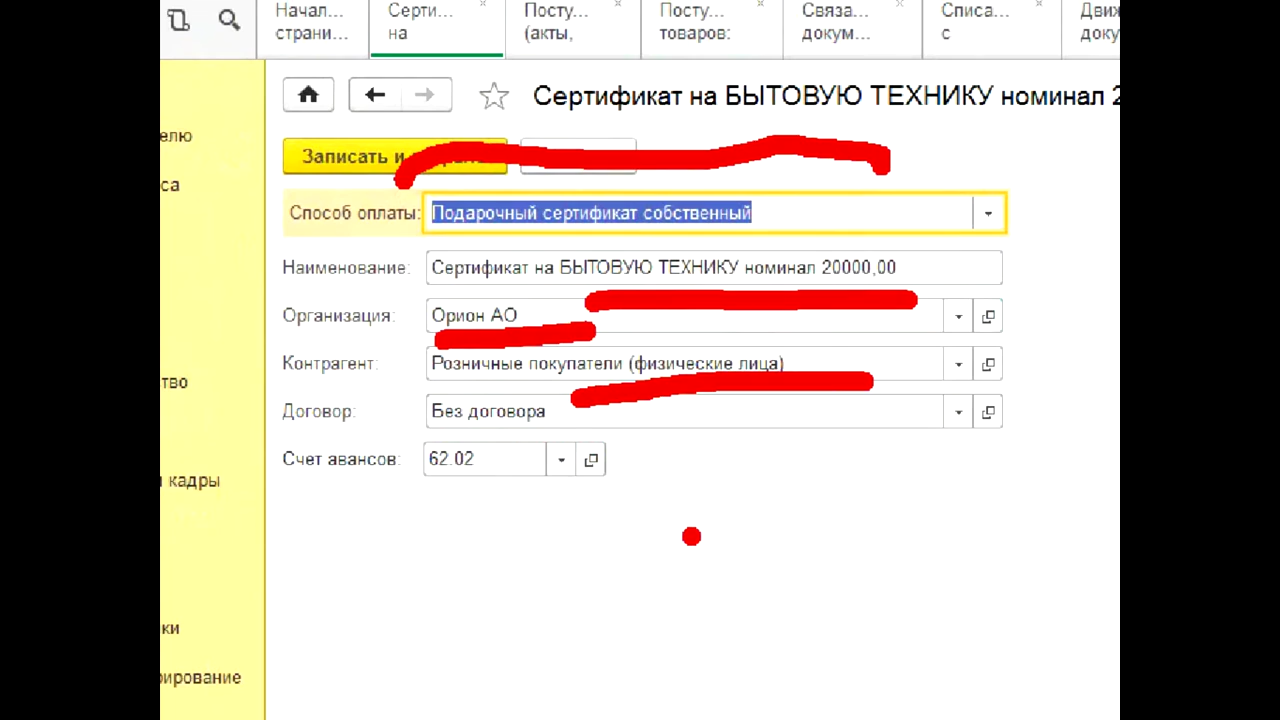 Начал... Серти... Посту... Посту... Связа... Списа... Движ
страни... на (акты, товаров: докум... с доку
елю
са
тво
кадры
ки
рирование
Сертификат на БЫТОВУЮ ТЕХНИКУ номинал 2
Записать и
Способ оплаты: Подарочный сертификат собственный
Наименование: Сертификат на БЫТОВУЮ ТЕХНИКУ номинал 20000,00
Организация: Орион АО
Контрагент: Розничные покупатели (физические лица)
Договор: Без договора
Счет авансов: 62.02